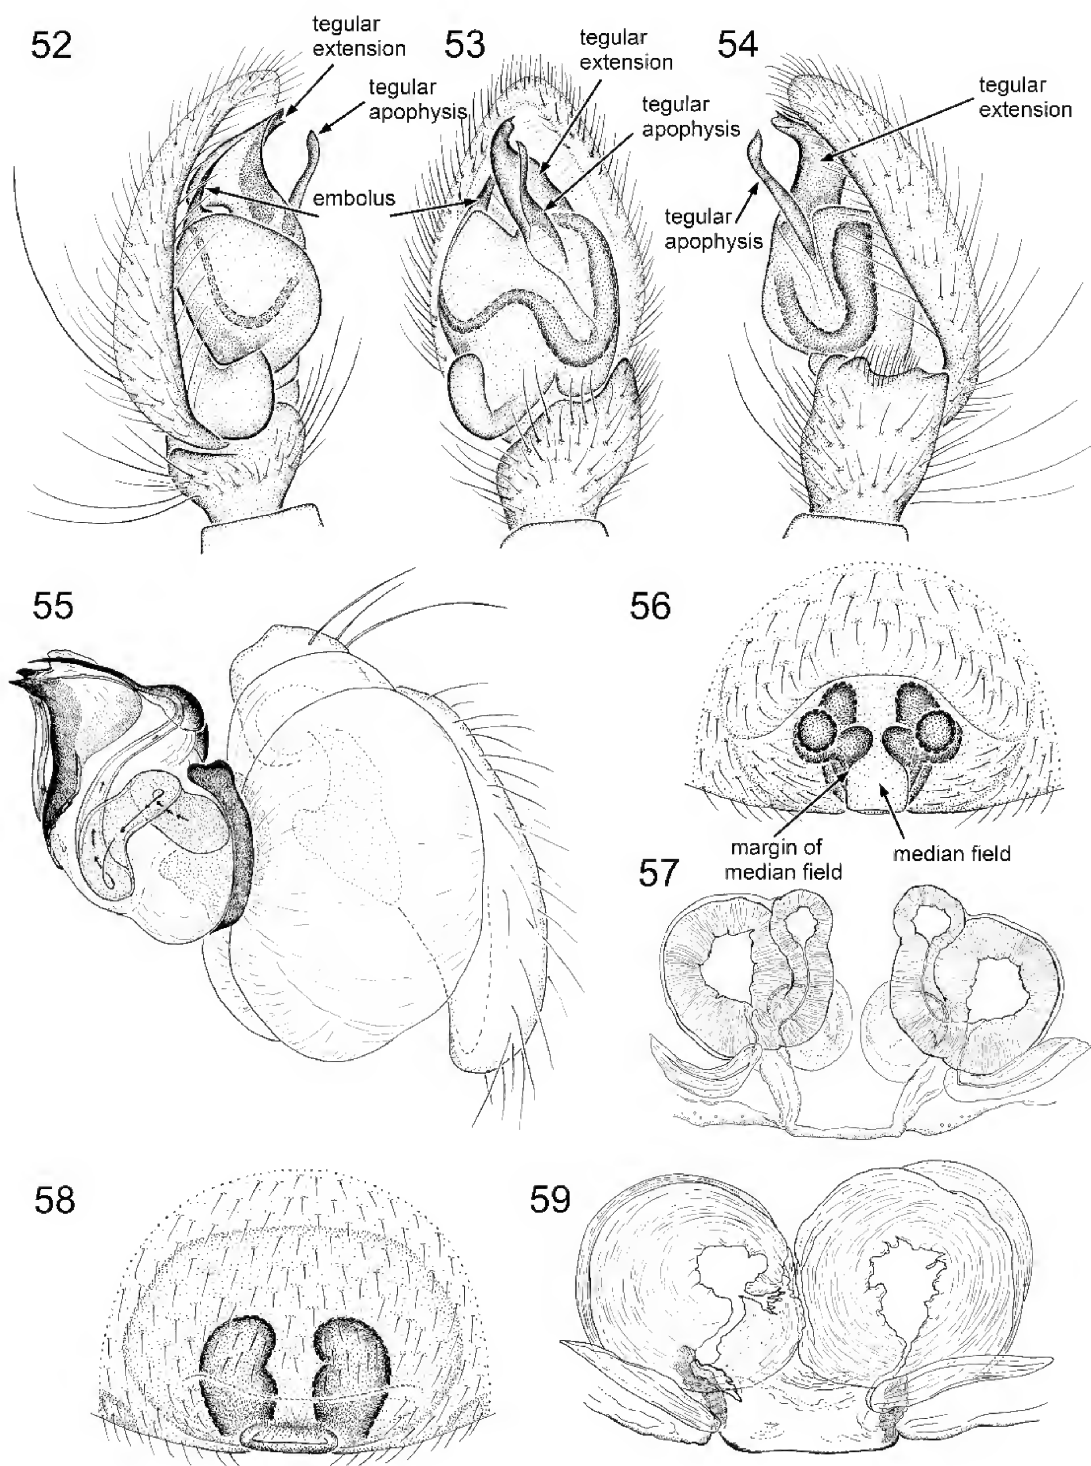 52
tegular
extension
tegular
apophysis
embolus
53
tegular
extension
tegular
apophysis
54
tegular
extension
tegular
apophysis
55
56
margin of
median field
median field
57
58
59